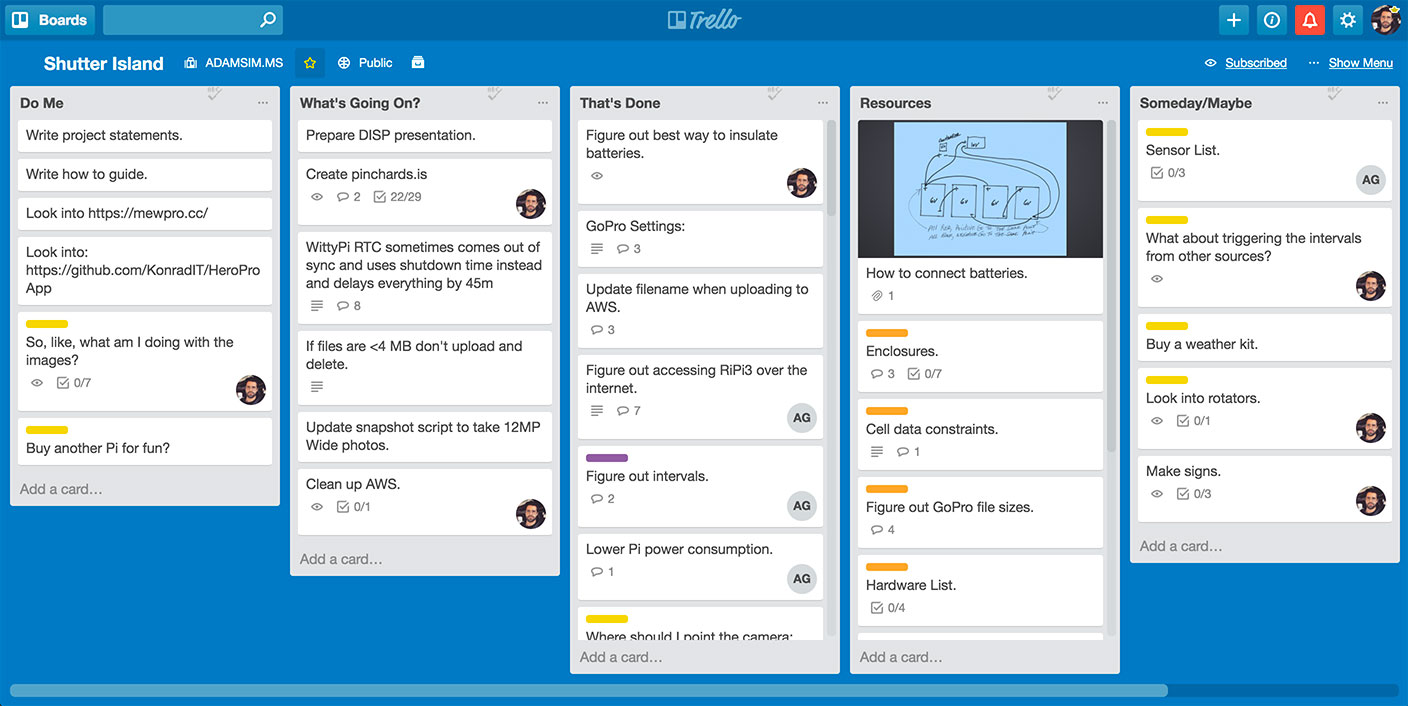 Boards
Trello
Shutter Island
ADAMSIM.MS
Public
Subscribed
... Show Menu
Do Me
Write project statements.
Write how to guide.
Look into https://mewpro.cc/
Look into:
https://github.com/KonradIT/HeroPro
App
So, like, what am I doing with the
images?
0/7
Buy another Pi for fun?
Add a card…
What's Going On?
Prepare DISP presentation.
Create pinchards.is
2 22/29
WittyPi RTC sometimes comes out of
sync and uses shutdown time instead
and delays everything by 45m
8
If files are <4 MB don't upload and
delete.
Update snapshot script to take 12MP
Wide photos.
Clean up AWS.
0/1
Add a card…
That's Done
Figure out best way to insulate
batteries.
GoPro Settings:
3
Update filename when uploading to
AWS.
3
Figure out accessing RiPi3 over the
internet.
7
AG
Figure out intervals.
2
AG
Lower Pi power consumption.
1
AG
Where should I point the camera:
Add a card…
Resources
6v 6v 6v 6v
How to connect batteries.
1
Enclosures.
3 0/7
Cell data constraints.
1
Figure out GoPro file sizes.
4
Hardware List.
0/4
Add a card…
Someday/Maybe
Sensor List.
0/3
AG
What about triggering the intervals
from other sources?
Buy a weather kit.
Look into rotators.
0/1
Make signs.
0/3
Add a card…